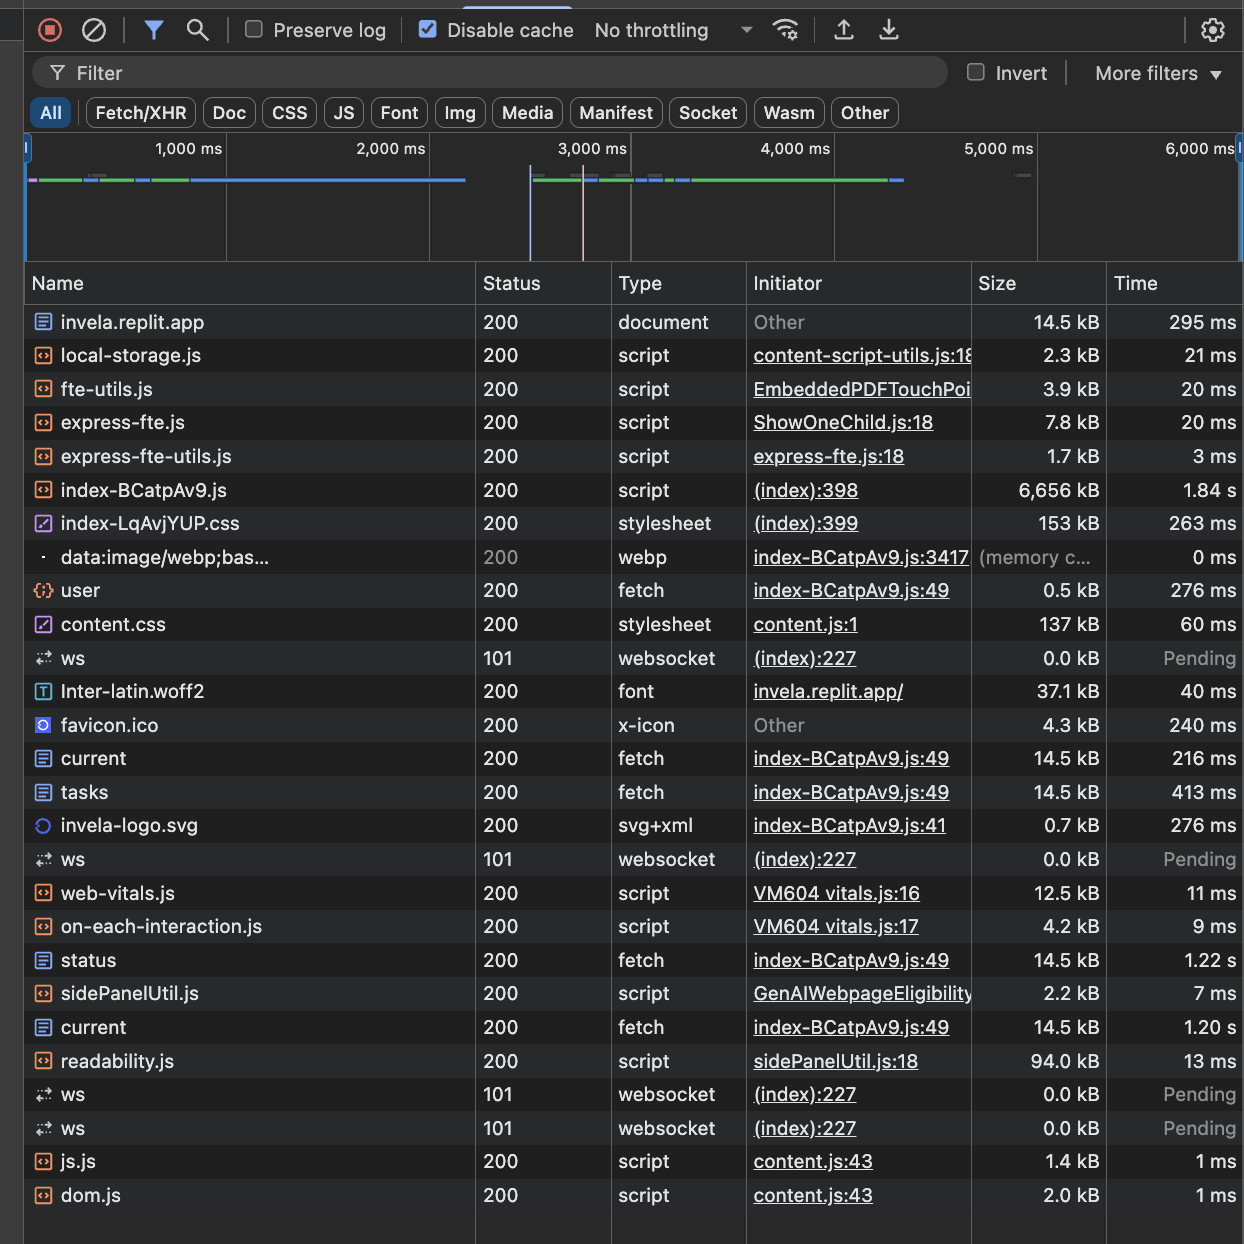 Preserve log Disable cache No throttling
Filter Invert More filters
All Fetch/XHR Doc CSS JS Font Img Media Manifest Socket Wasm Other
1,000 ms 2,000 ms 3,000 ms 4,000 ms 5,000 ms 6,000 ms
Name Status Type Initiator Size Time
invela.replit.app 200 document Other 14.5 kB 295 ms
local-storage.js 200 script content-script-utils.js:18 2.3 kB 21 ms
fte-utils.js 200 script EmbeddedPDFTouchPoi 3.9 kB 20 ms
express-fte.js 200 script ShowOneChild.js:18 7.8 kB 20 ms
express-fte-utils.js 200 script express-fte.js:18 1.7 kB 3 ms
index-BCatpAv9.js 200 script (index):398 6,656 kB 1.84 s
index-LqAvjYUP.css 200 stylesheet (index):399 153 kB 263 ms
data:image/webp;bas... 200 webp index-BCatpAv9.js:3417 (memory c... 0 ms
user 200 fetch index-BCatpAv9.js:49 0.5 kB 276 ms
content.css 200 stylesheet content.js:1 137 kB 60 ms
ws 101 websocket (index):227 0.0 kB Pending
Inter-latin.woff2 200 font invela.replit.app/ 37.1 kB 40 ms
favicon.ico 200 x-icon Other 4.3 kB 240 ms
current 200 fetch index-BCatpAv9.js:49 14.5 kB 216 ms
tasks 200 fetch index-BCatpAv9.js:49 14.5 kB 413 ms
invela-logo.svg 200 svg+xml index-BCatpAv9.js:41 0.7 kB 276 ms
ws 101 websocket (index):227 0.0 kB Pending
web-vitals.js 200 script VM604 vitals.js:16 12.5 kB 11 ms
on-each-interaction.js 200 script VM604 vitals.js:17 4.2 kB 9 ms
status 200 fetch index-BCatpAv9.js:49 14.5 kB 1.22 s
sidePanelUtil.js 200 script GenAIWebpageEligibility 2.2 kB 7 ms
current 200 fetch index-BCatpAv9.js:49 14.5 kB 1.20 s
readability.js 200 script sidePanelUtil.js:18 94.0 kB 13 ms
ws 101 websocket (index):227 0.0 kB Pending
ws 101 websocket (index):227 0.0 kB Pending
js.js 200 script content.js:43 1.4 kB 1 ms
dom.js 200 script content.js:43 2.0 kB 1 ms